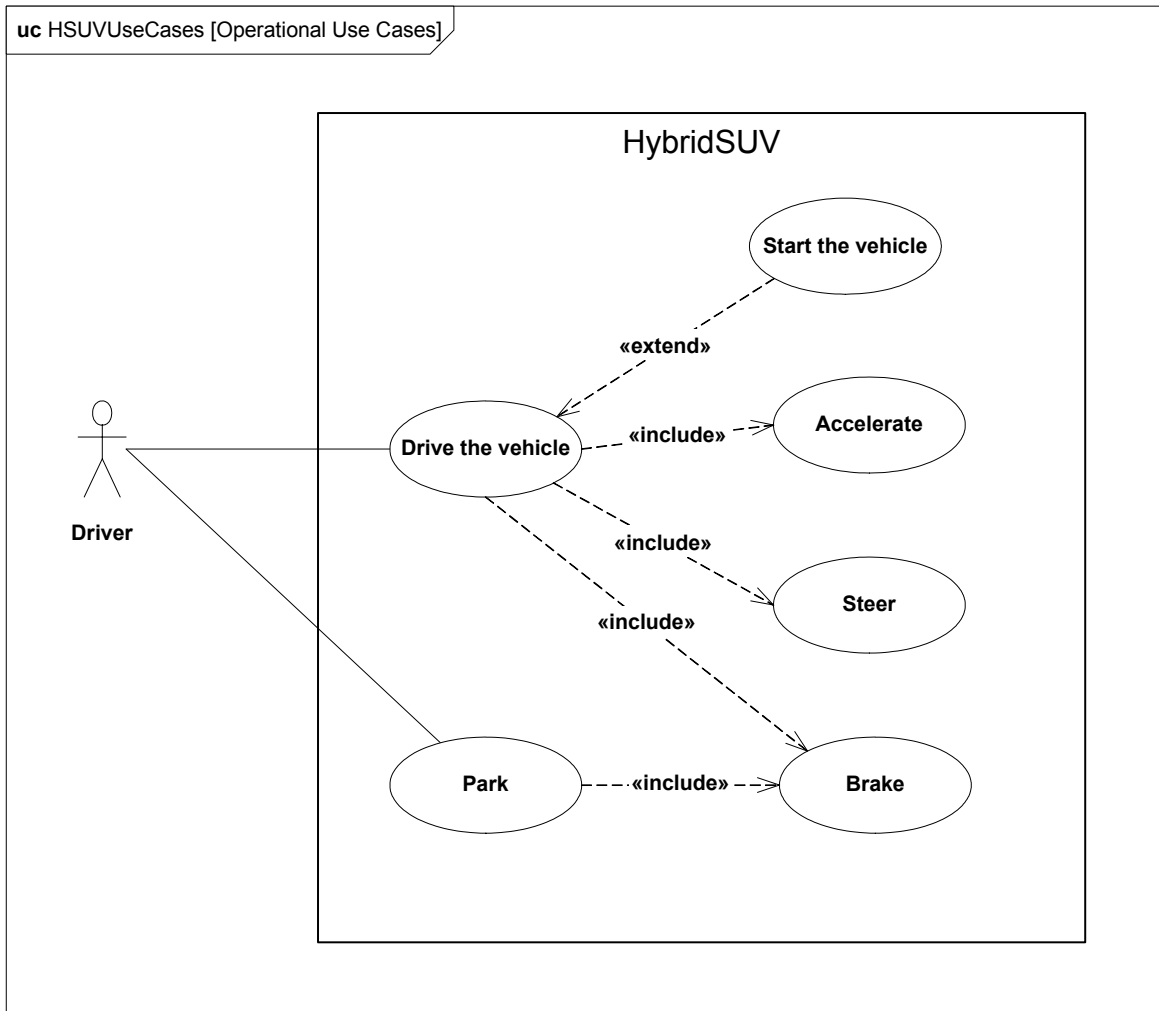 uc HSUVUseCases [Operational Use Cases]
HybridSUV
Start the vehicle
«extend»
Accelerate
«include»
Drive the vehicle
Driver
«include»
Steer
«include»
Park
«include»
Brake